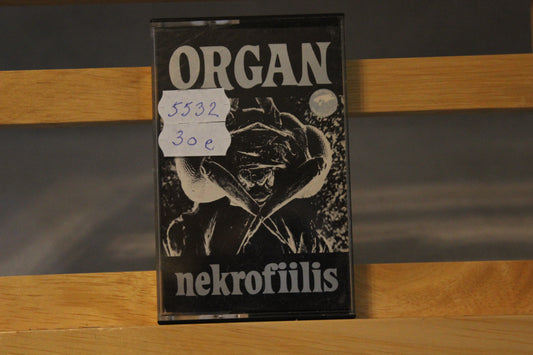 ORGAN
5532
30 e
nekrofiilis